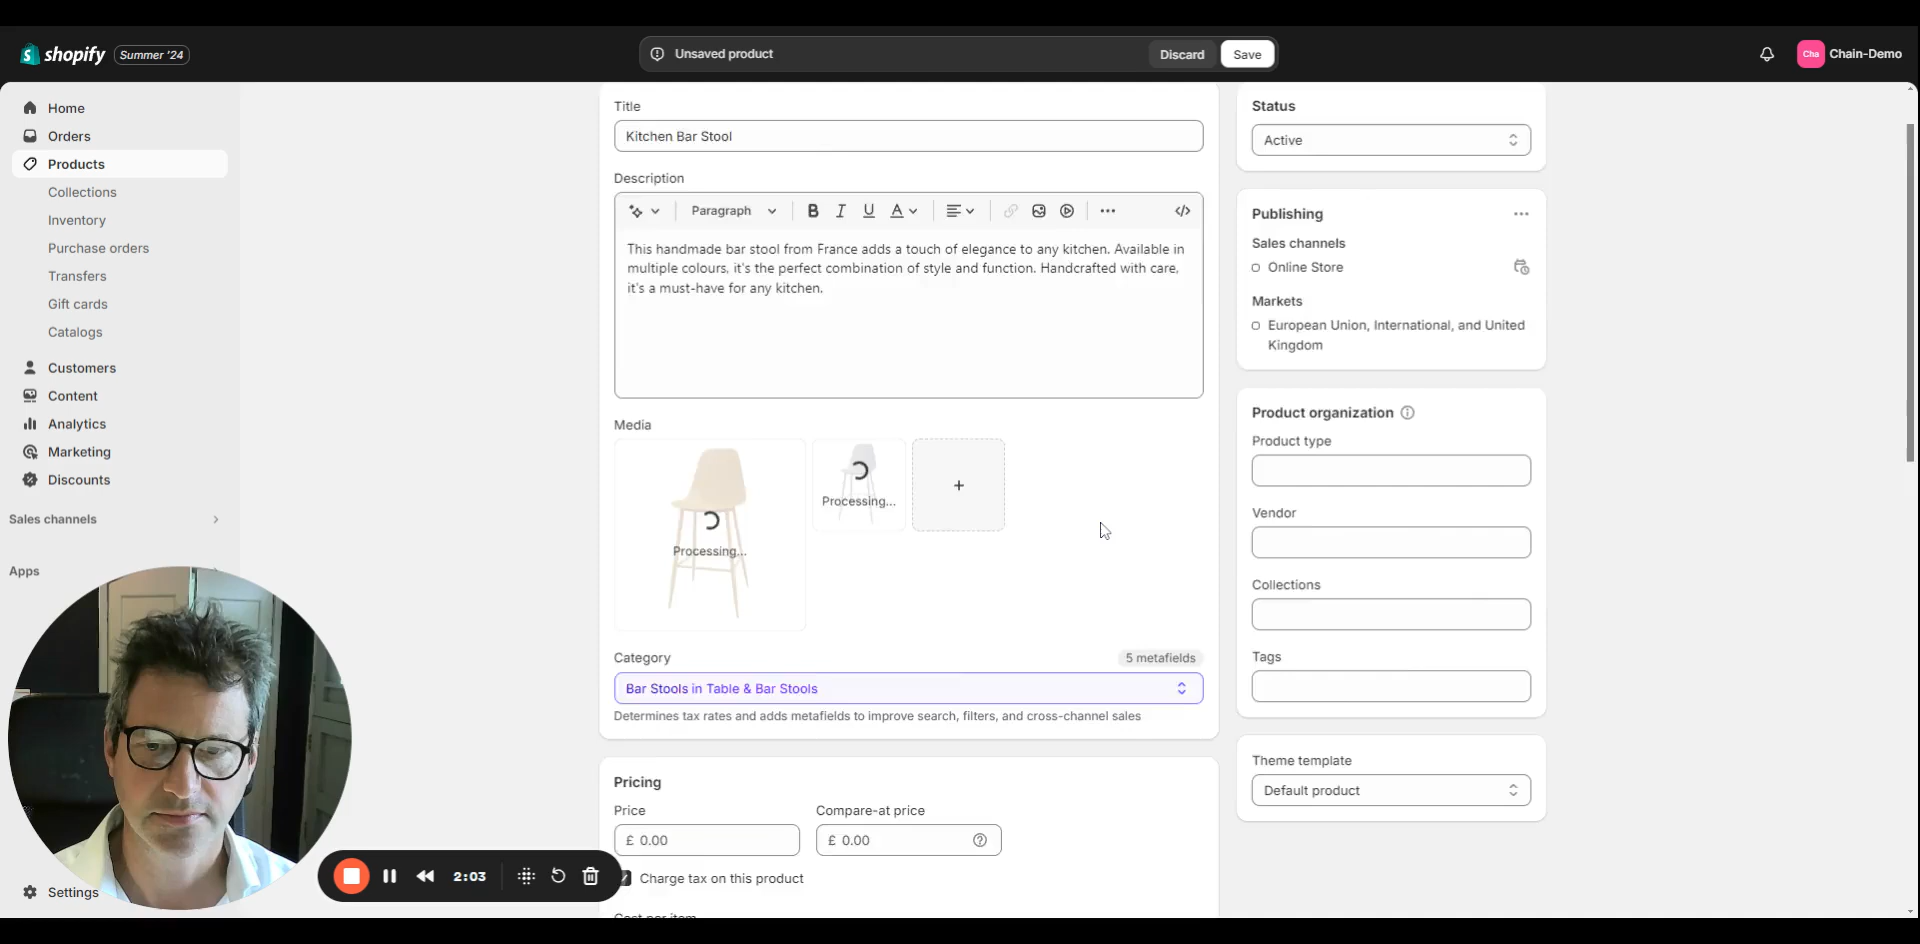 shopify
Summer '24
Unsaved product
Discard
Save
Cha
Chain-Demo
Home
Orders
Products
Collections
Inventory
Purchase orders
Transfers
Gift cards
Catalogs
Customers
Content
Analytics
Marketing
Discounts
Sales channels
Apps
Settings
Title
Kitchen Bar Stool
Description
Paragraph
B I U A
This handmade bar stool from France adds a touch of elegance to any kitchen. Available in
multiple colours, it's the perfect combination of style and function. Handcrafted with care,
it's a must-have for any kitchen.
Media
Processing...
Processing...
Category
5 metafields
Bar Stools in Table & Bar Stools
Determines tax rates and adds metafields to improve search, filters, and cross-channel sales
Pricing
Price
Compare-at price
£ 0.00
£ 0.00
Charge tax on this product
Cost per item
2:03
Status
Active
Publishing
Sales channels
Online Store
Markets
European Union, International, and United
Kingdom
Product organization
Product type
Vendor
Collections
Tags
Theme template
Default product